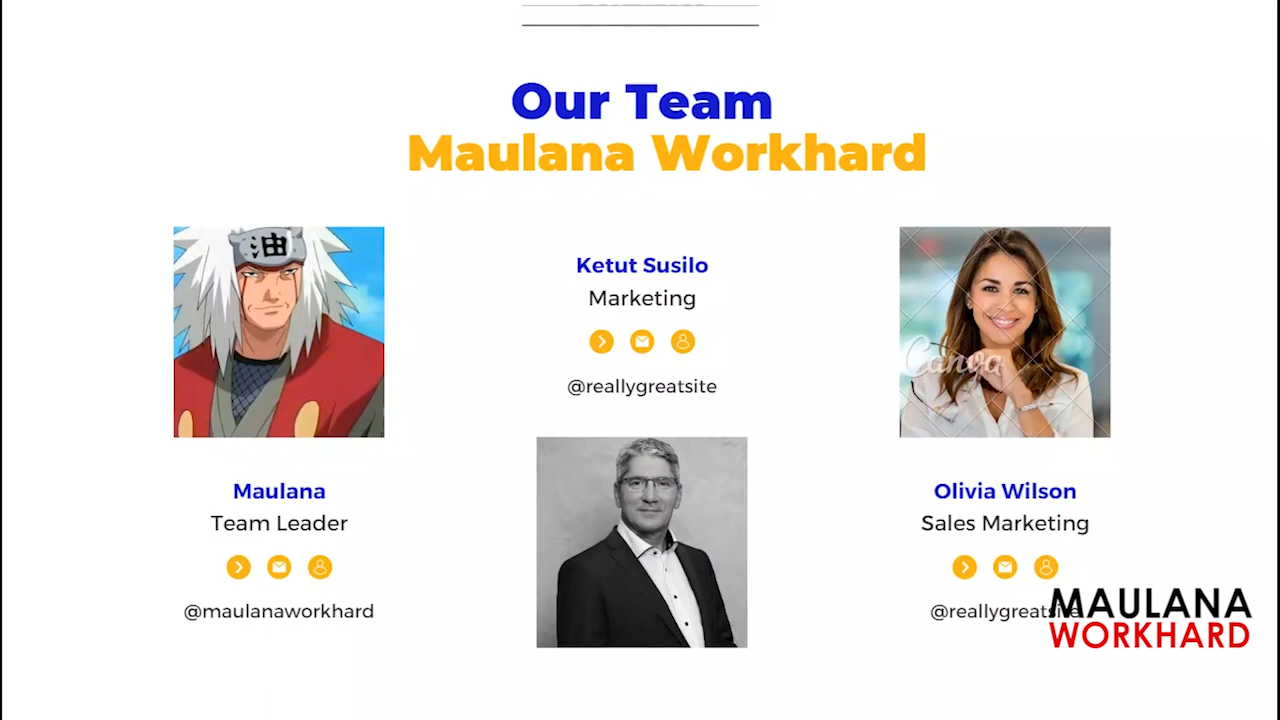 Our Team
Maulana Workhard
油
Maulana
Team Leader
@maulanaworkhard
Ketut Susilo
Marketing
@reallygreatsite
Canva
Olivia Wilson
Sales Marketing
@reallygreatsite
MAULANA
WORKHARD